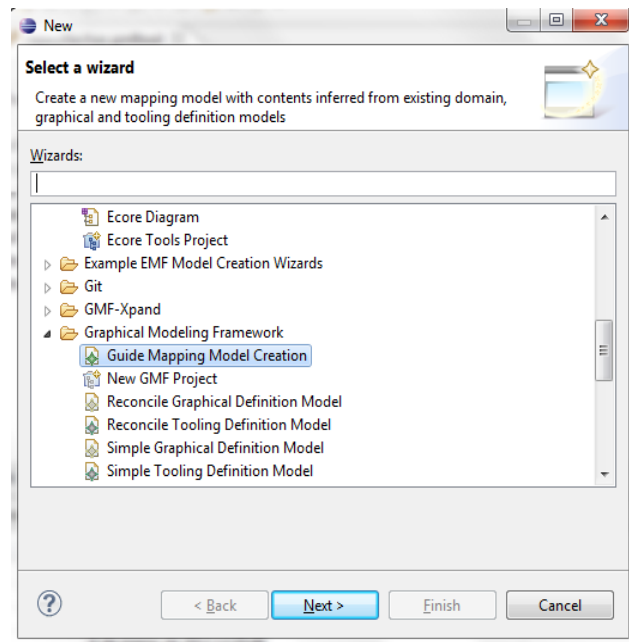 New
Select a wizard
Create a new mapping model with contents inferred from existing domain,
graphical and tooling definition models
Wizards:
Ecore Diagram
Ecore Tools Project
Example EMF Model Creation Wizards
Git
GMF-Xpand
Graphical Modeling Framework
Guide Mapping Model Creation
New GMF Project
Reconcile Graphical Definition Model
Reconcile Tooling Definition Model
Simple Graphical Definition Model
Simple Tooling Definition Model
? < Back Next > Finish Cancel